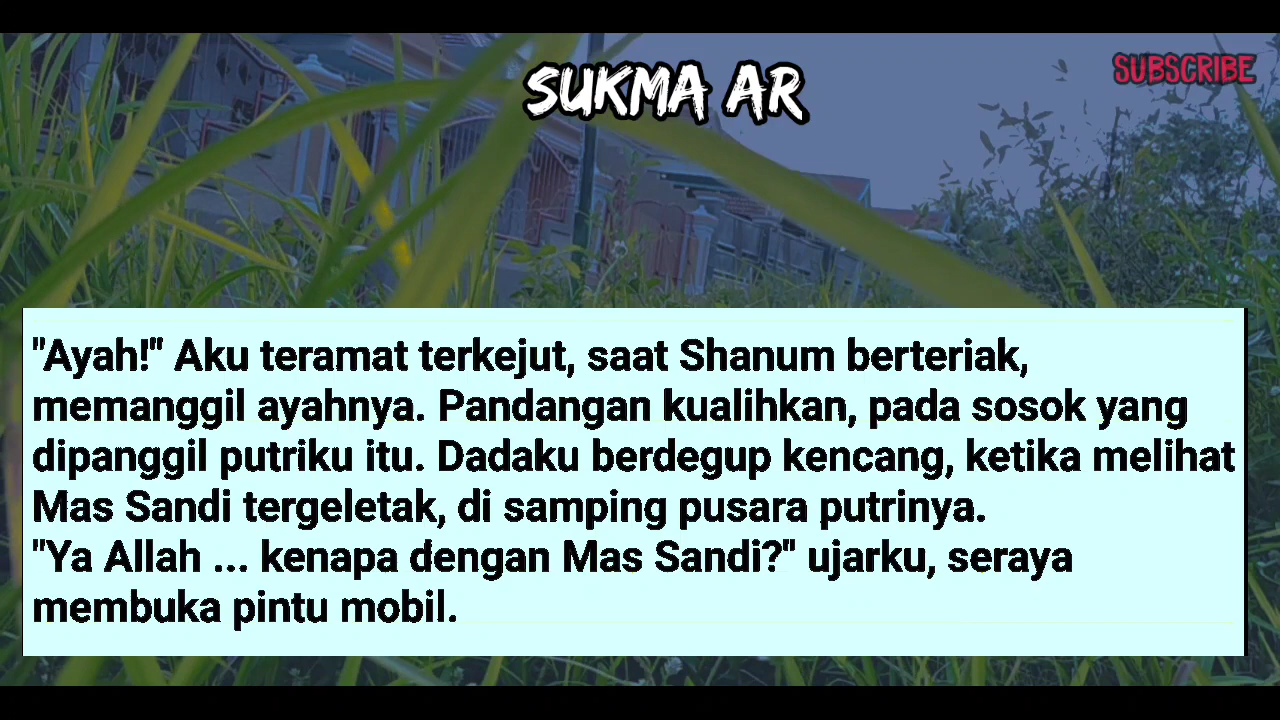 SUKMA AR
SUBSCRIBE
"Ayah!" Aku teramat terkejut, saat Shanum berteriak,
memanggil ayahnya. Pandangan kualihkan, pada sosok yang
dipanggil putriku itu. Dadaku berdegup kencang, ketika melihat
Mas Sandi tergeletak, di samping pusara putrinya.
"Ya Allah ... kenapa dengan Mas Sandi?" ujarku, seraya
membuka pintu mobil.